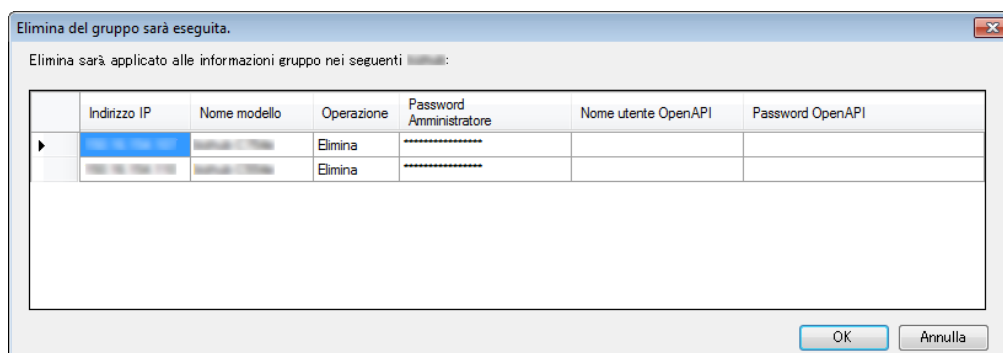 Elimina del gruppo sarà eseguita.
Elimina sarà applicato alle informazioni gruppo nei seguenti :
Indirizzo IP Nome modello Operazione Password Amministratore Nome utente OpenAPI Password OpenAPI
Elimina ****************
Elimina ****************
OK Annulla